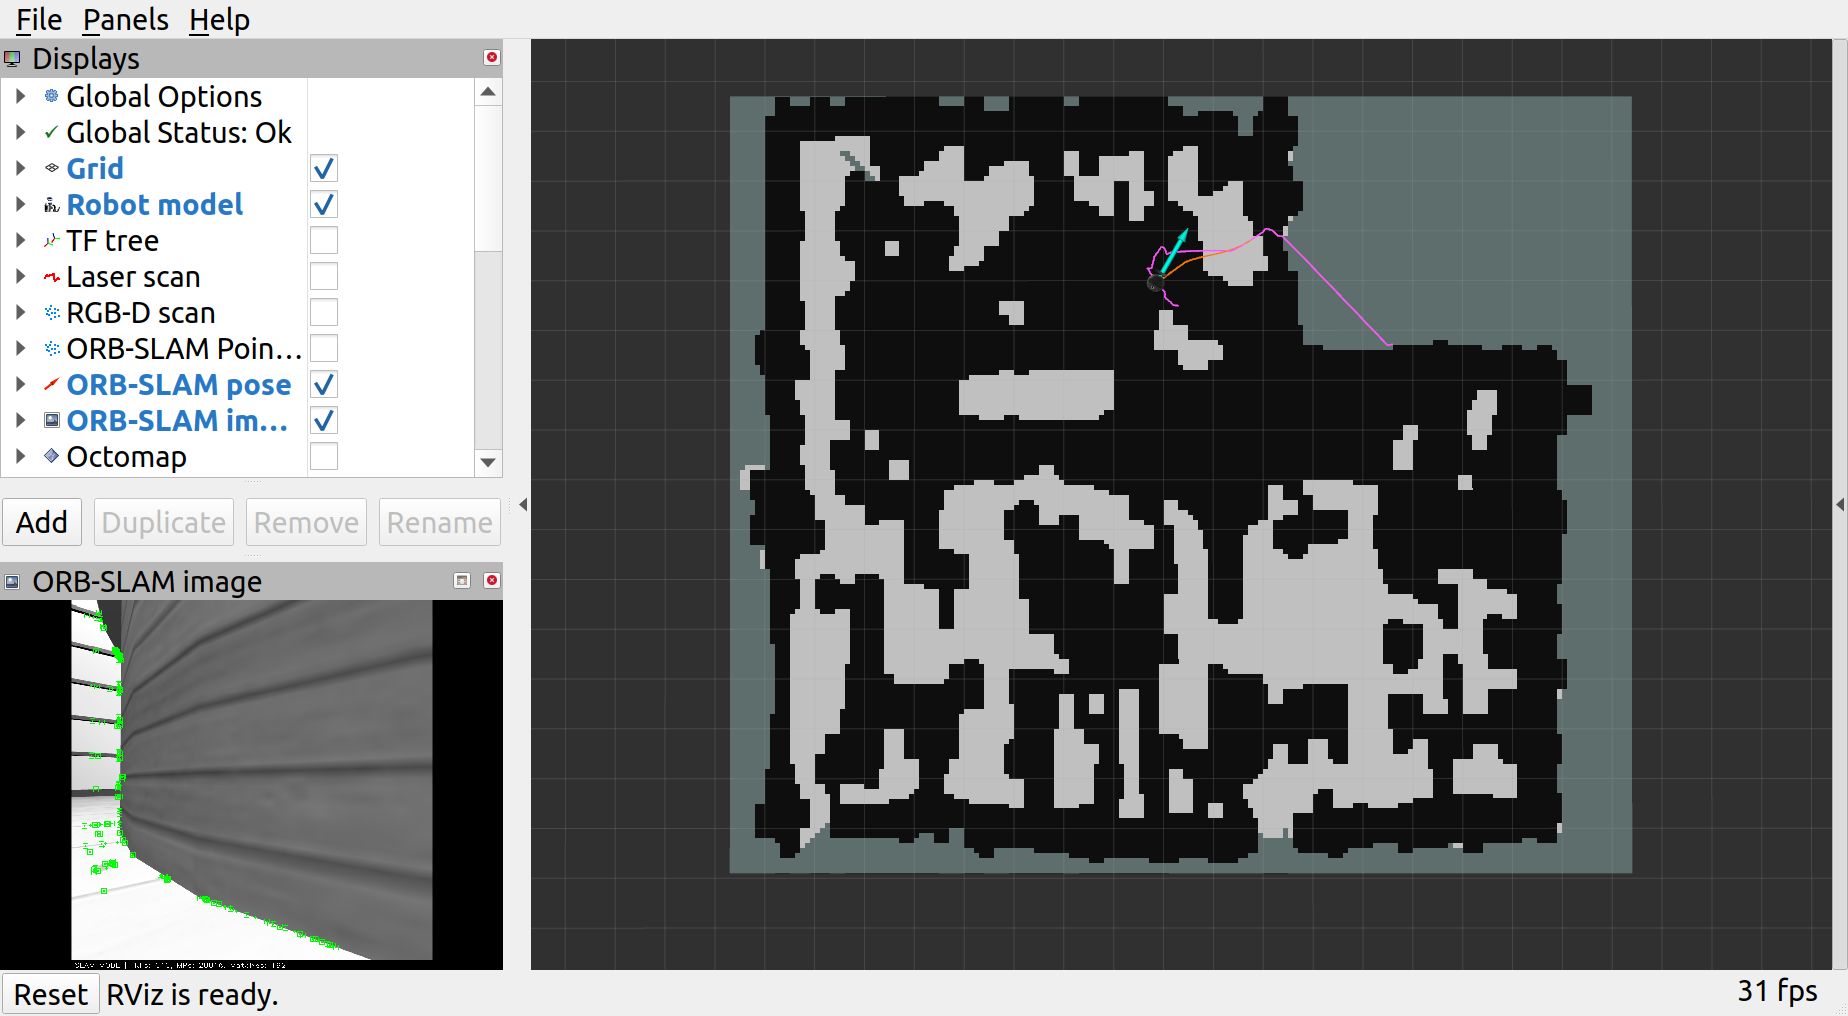 File Panels Help
Displays
Global Options
Global Status: Ok
Grid
Robot model
TF tree
Laser scan
RGB-D scan
ORB-SLAM Poin...
ORB-SLAM pose
ORB-SLAM im...
Octomap
Add Duplicate Remove Rename
ORB-SLAM image
SLAM MODE |
Reset RViz is ready.
31 fps